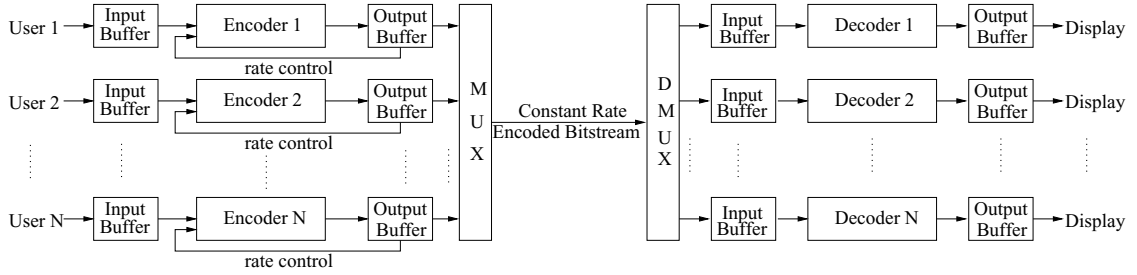 User 1
Input
Buffer
Encoder 1
Output
Buffer
rate control
User 2
Input
Buffer
Encoder 2
Output
Buffer
rate control
User N
Input
Buffer
Encoder N
Output
Buffer
rate control
M
U
X
Constant Rate
Encoded Bitstream
D
M
U
X
Input
Buffer
Decoder 1
Output
Buffer
Display
Input
Buffer
Decoder 2
Output
Buffer
Display
Input
Buffer
Decoder N
Output
Buffer
Display